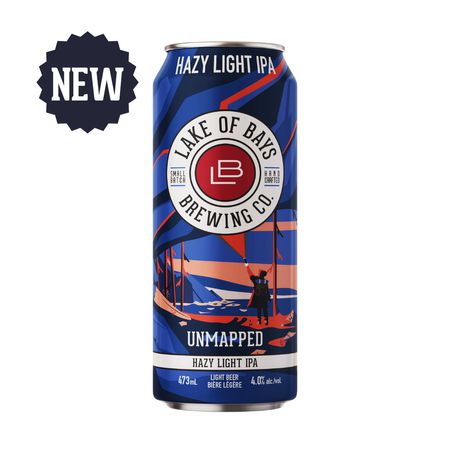 NEW
HAZY LIGHT IPA
LAKE OF BAYS
SMALL BATCH
LB
HAND CRAFTED
BREWING CO.
UNMAPPED
HAZY LIGHT IPA
473mL
LIGHT BEER
BIÈRE LÉGÈRE
4.0% alc/vol.